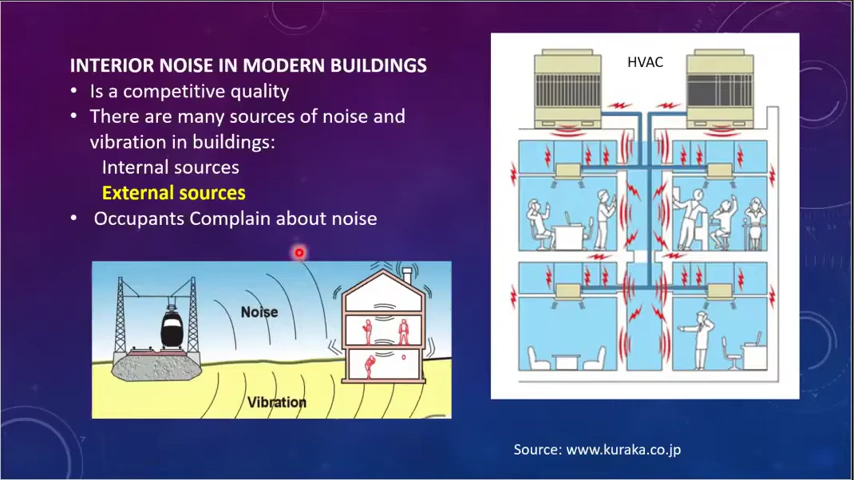 INTERIOR NOISE IN MODERN BUILDINGS
• Is a competitive quality
• There are many sources of noise and
vibration in buildings:
Internal sources
External sources
• Occupants Complain about noise
Noise
Vibration
HVAC
Source: www.kuraka.co.jp